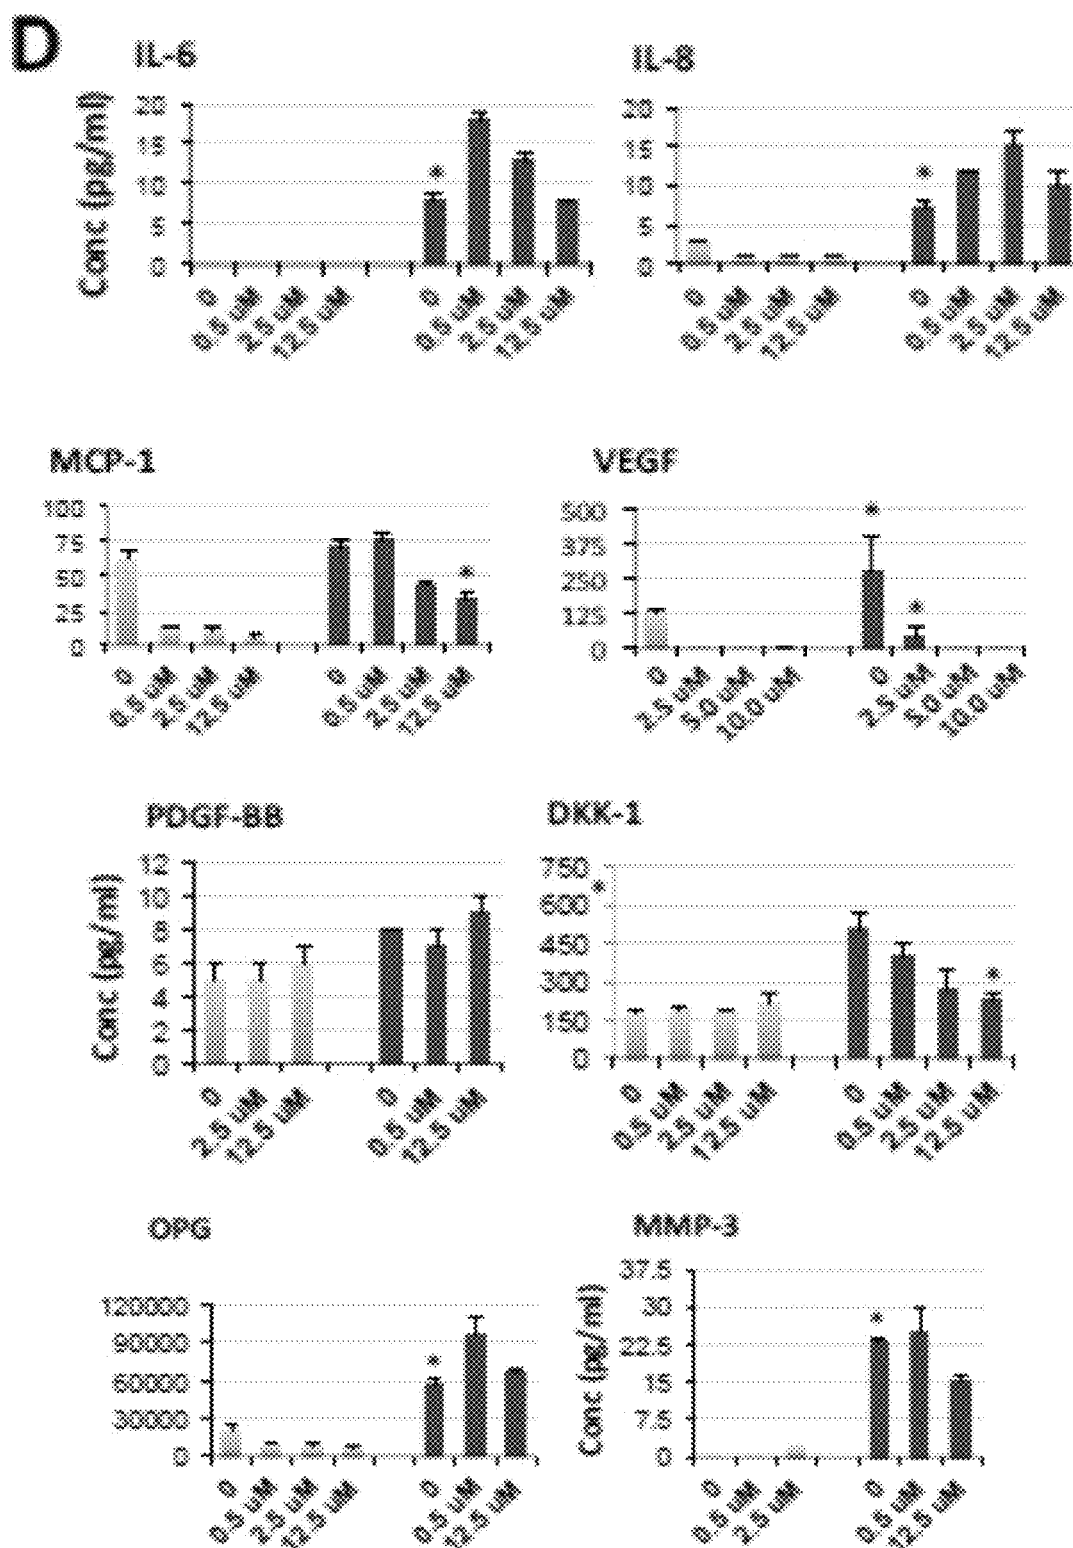 D
IL-6
IL-8
Conc (pg/ml)
20
15
10
5
0
20
15
10
5
0
*
*
0
0.5 uM
2.5 uM
12.5 uM
0
0.5 uM
2.5 uM
12.5 uM
0
0.5 uM
2.5 uM
12.5 uM
0
0.5 uM
2.5 uM
12.5 uM
MCP-1
VEGF
100
75
50
25
0
*
500
375
250
125
0
*
*
0
0.5 uM
2.5 uM
12.5 uM
0
0.5 uM
2.5 uM
12.5 uM
0
2.5 uM
5.0 uM
10.0 uM
0
2.5 uM
5.0 uM
10.0 uM
PDGF-BB
DKK-1
Conc (pg/ml)
12
10
8
6
4
2
0
750
*
600
450
300
150
0
*
0
2.5 uM
12.5 uM
0
0.5 uM
12.5 uM
0
0.5 uM
2.5 uM
12.5 uM
0
0.5 uM
2.5 uM
12.5 uM
OPG
MMP-3
120000
90000
60000
30000
0
*
Conc (pg/ml)
37.5
30
22.5
15
7.5
0
*
0
0.5 uM
2.5 uM
12.5 uM
0
0.5 uM
12.5 uM
0
0.5 uM
2.5 uM
0
0.5 uM
12.5 uM